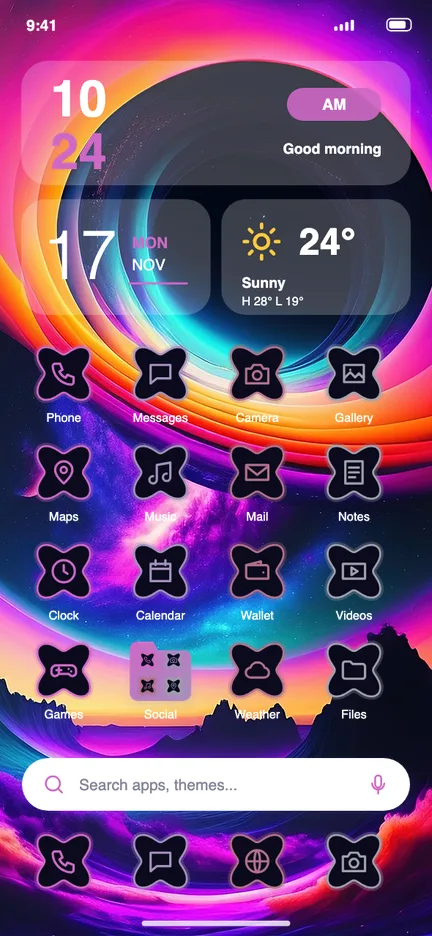 9:41
10
24
AM
Good morning
17
MON
NOV
24°
Sunny
H 28° L 19°
Phone
Messages
Camera
Gallery
Maps
Music
Mail
Notes
Clock
Calendar
Wallet
Videos
Games
Social
Weather
Files
Search apps, themes...